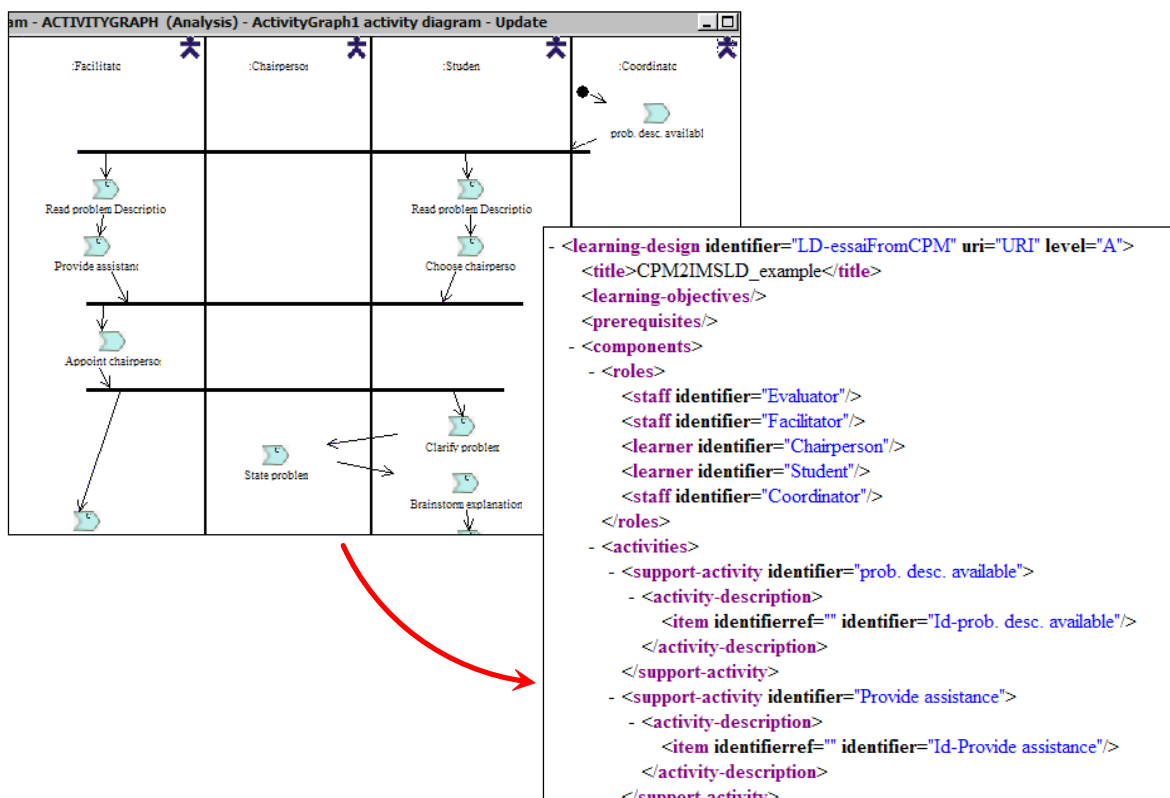 am - ACTIVITYGRAPH (Analysis) - ActivityGraph1 activity diagram - Update
:Facilitato
:Chairperson
:Studen
:Coordinato
prob. desc. availabl
Read problem Descriptio
Read problem Descriptio
Provide assistanc
Choose chairperso
Appoint chairperso
Clarify problem
State problem
Brainstorm explanation
- <learning-design identifier="LD-essaiFromCPM" uri="URI" level="A">
<title>CPM2IMSLD_example</title>
<learning-objectives/>
<prerequisites/>
- <components>
- <roles>
<staff identifier="Evaluator"/>
<staff identifier="Facilitator"/>
<learner identifier="Chairperson"/>
<learner identifier="Student"/>
<staff identifier="Coordinator"/>
</roles>
- <activities>
- <support-activity identifier="prob. desc. available">
- <activity-description>
<item identifierref="" identifier="Id-prob. desc. available"/>
</activity-description>
</support-activity>
- <support-activity identifier="Provide assistance">
- <activity-description>
<item identifierref="" identifier="Id-Provide assistance"/>
</activity-description>
</support-activity>